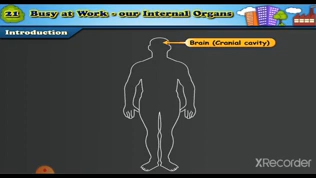 21 Busy at Work - our Internal Organs
Introduction
Brain (Cranial cavity)
XRecorder